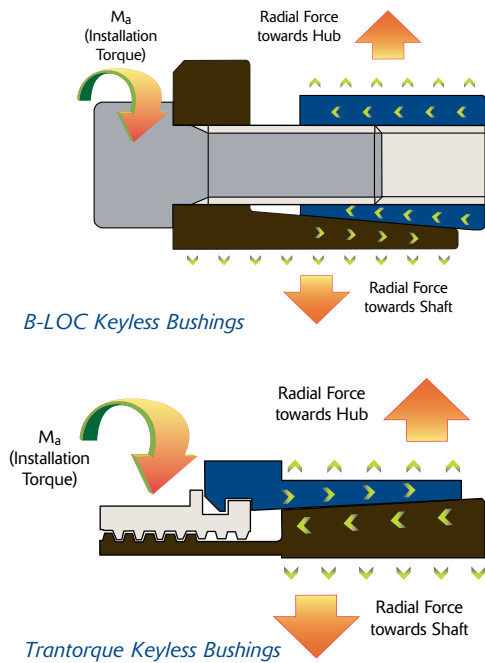 Ma
(Installation
Torque)
Radial Force
towards Hub
Radial Force
towards Shaft
B-LOC Keyless Bushings
Radial Force
towards Hub
Ma
(Installation
Torque)
Radial Force
towards Shaft
Trantorque Keyless Bushings